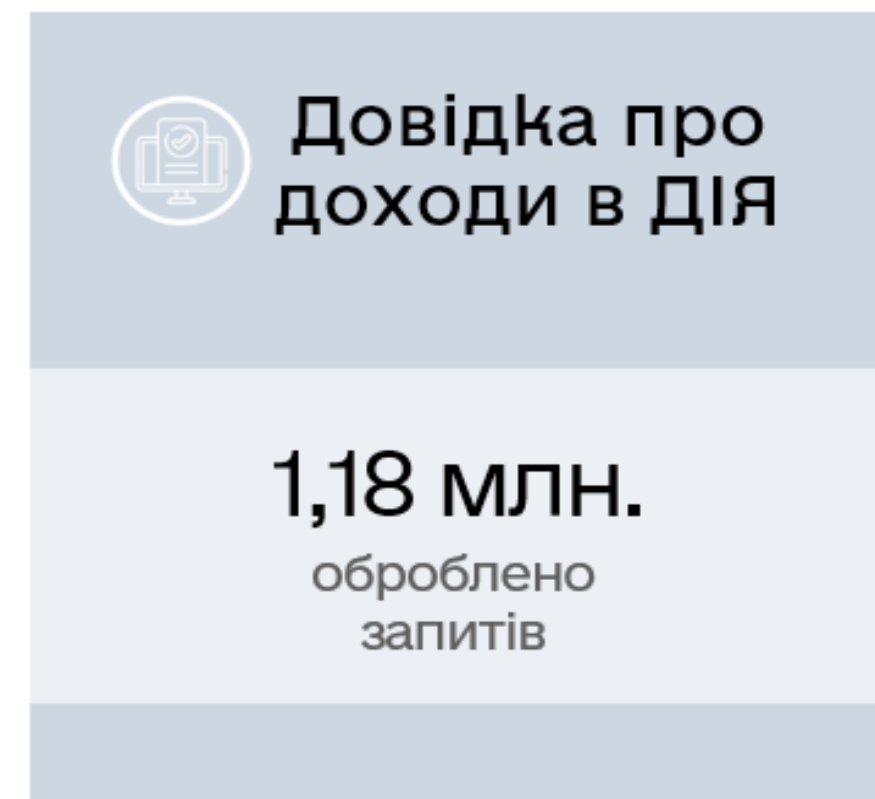 Довідка про
доходи в ДІЯ
1,18 млн.
оброблено
запитів